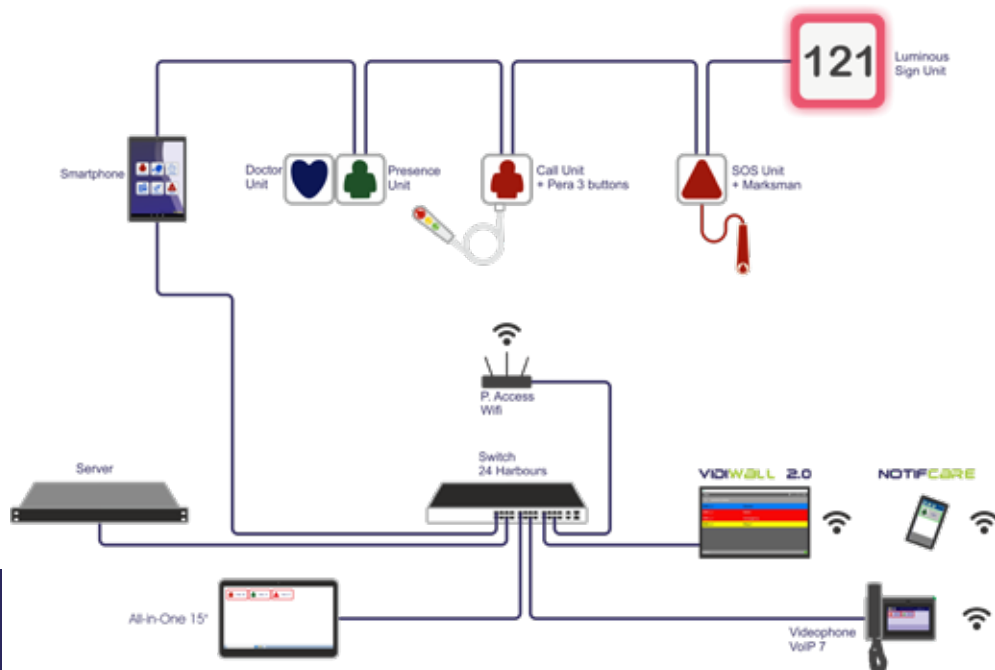 121
Luminous
Sign Unit
Smartphone
Doctor
Unit
Presence
Unit
Call Unit
+ Pera 3 buttons
SOS Unit
+ Marksman
P. Access
Wifi
Switch
24 Harbours
Server
VIDIWALL 2.0
NOTIFCARE
All-in-One 15"
Videophone
VoIP 7